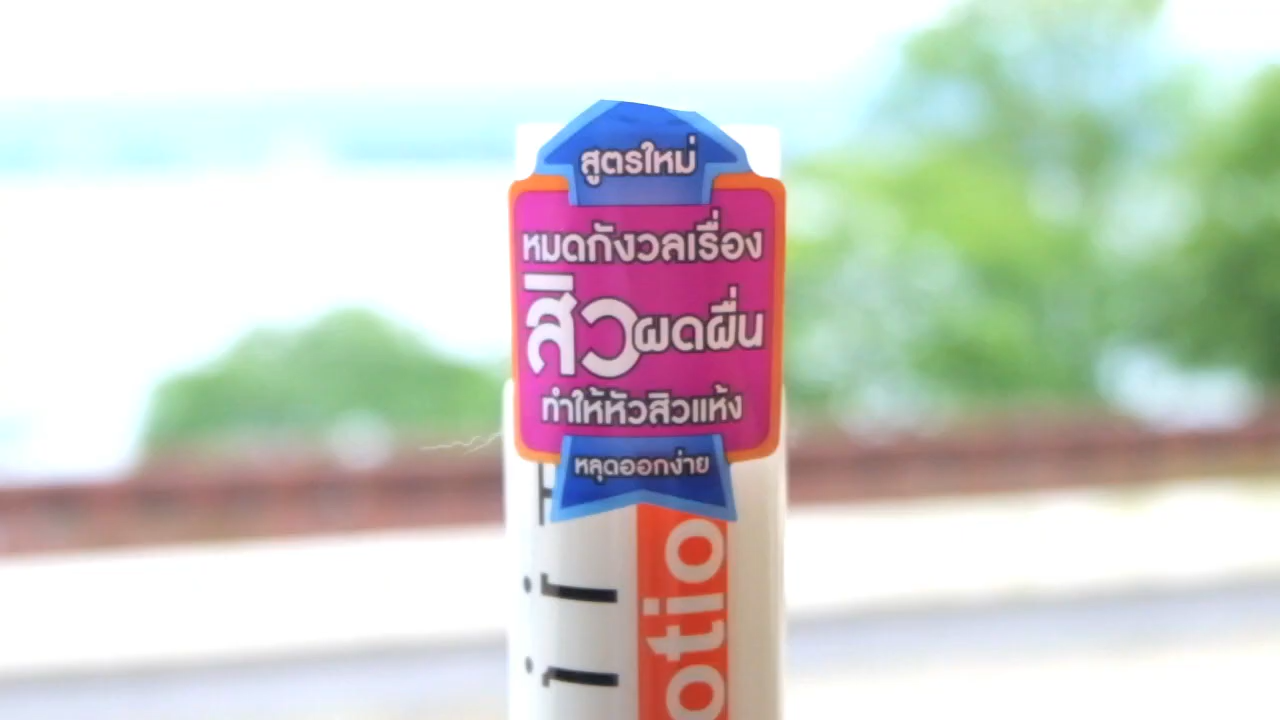 สูตรใหม่
หมดกังวลเรื่อง
สิวผดผื่น
ทำให้หัวสิวแห้ง
หลุดออกง่าย
otio